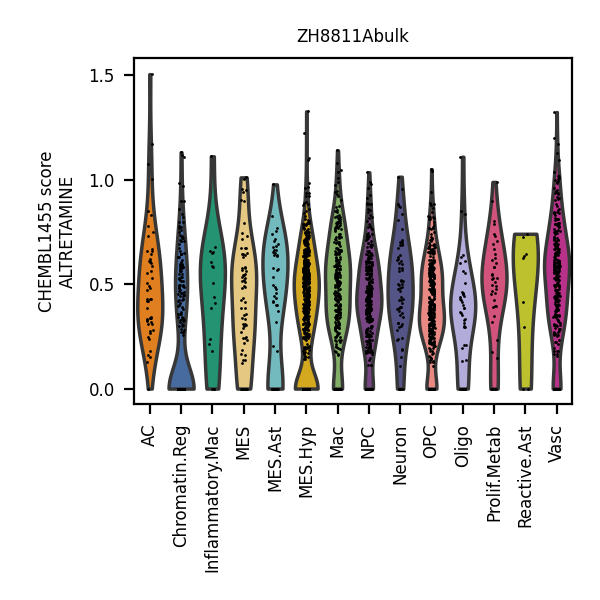 ZH8811Abulk
CHEMBL1455 score
ALTRETAMINE
1.5
1.0
0.5
0.0
AC
Chromatin.Reg
Inflammatory.Mac
MES
MES.Ast
MES.Hyp
Mac
NPC
Neuron
OPC
Oligo
Prolif.Metab
Reactive.Ast
Vasc